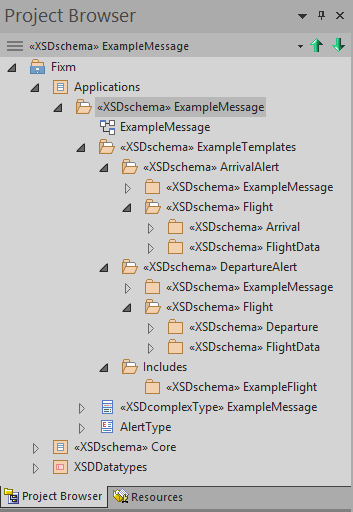 Project Browser
«XSDschema» ExampleMessage
Fixm
Applications
«XSDschema» ExampleMessage
ExampleMessage
«XSDschema» ExampleTemplates
«XSDschema» ArrivalAlert
«XSDschema» ExampleMessage
«XSDschema» Flight
«XSDschema» Arrival
«XSDschema» FlightData
«XSDschema» DepartureAlert
«XSDschema» ExampleMessage
«XSDschema» Flight
«XSDschema» Departure
«XSDschema» FlightData
Includes
«XSDschema» ExampleFlight
«XSDcomplexType» ExampleMessage
AlertType
«XSDschema» Core
XSDDatatypes
Project Browser Resources